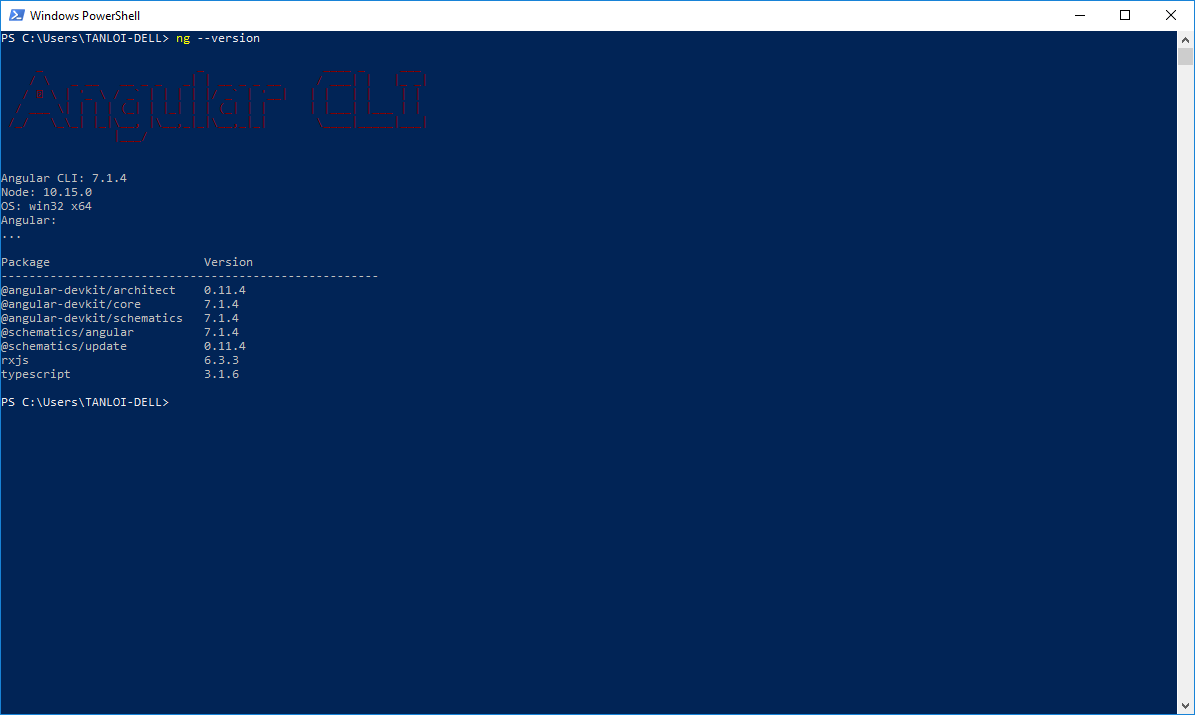 Windows PowerShell
PS C:\Users\TANLOI-DELL> ng --version
Angular CLI
Angular CLI: 7.1.4
Node: 10.15.0
OS: win32 x64
Angular:
...
Package                      Version
------------------------------------------------------
@angular-devkit/architect    0.11.4
@angular-devkit/core         7.1.4
@angular-devkit/schematics   7.1.4
@schematics/angular          7.1.4
@schematics/update           0.11.4
rxjs                         6.3.3
typescript                   3.1.6
PS C:\Users\TANLOI-DELL>